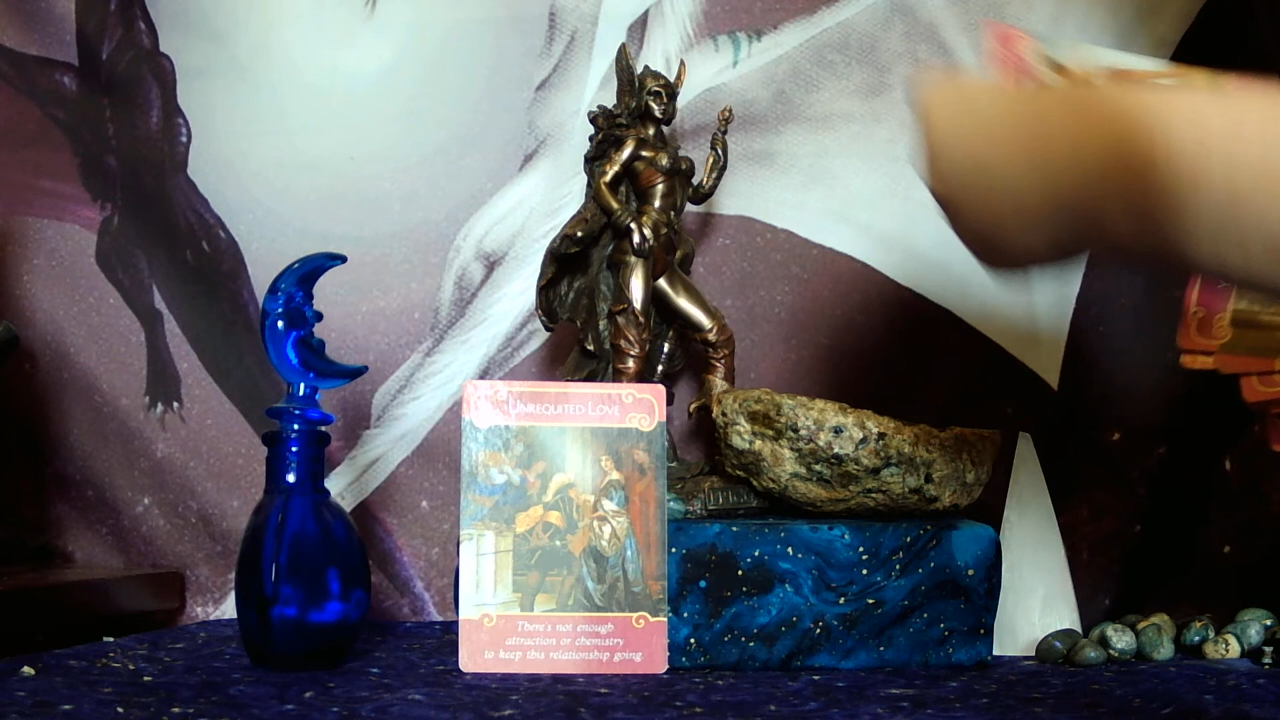 UNREQUITED LOVE
There's not enough
attraction or chemistry
to keep this relationship going.